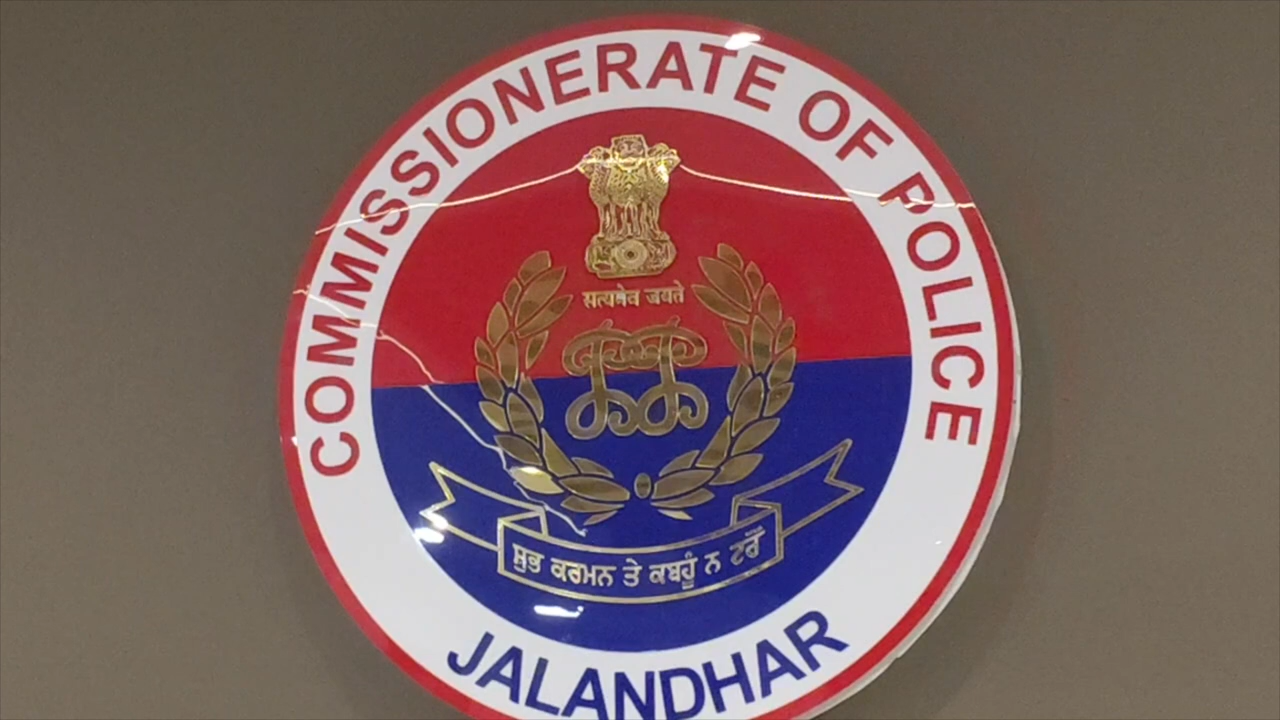 COMMISSIONERATE OF POLICE
सत्यमेव जयते
ਸ਼ੁਭ ਕਰਮਨ ਤੇ ਕਬਹੂੰ ਨ ਟਰੋਂ
JALANDHAR